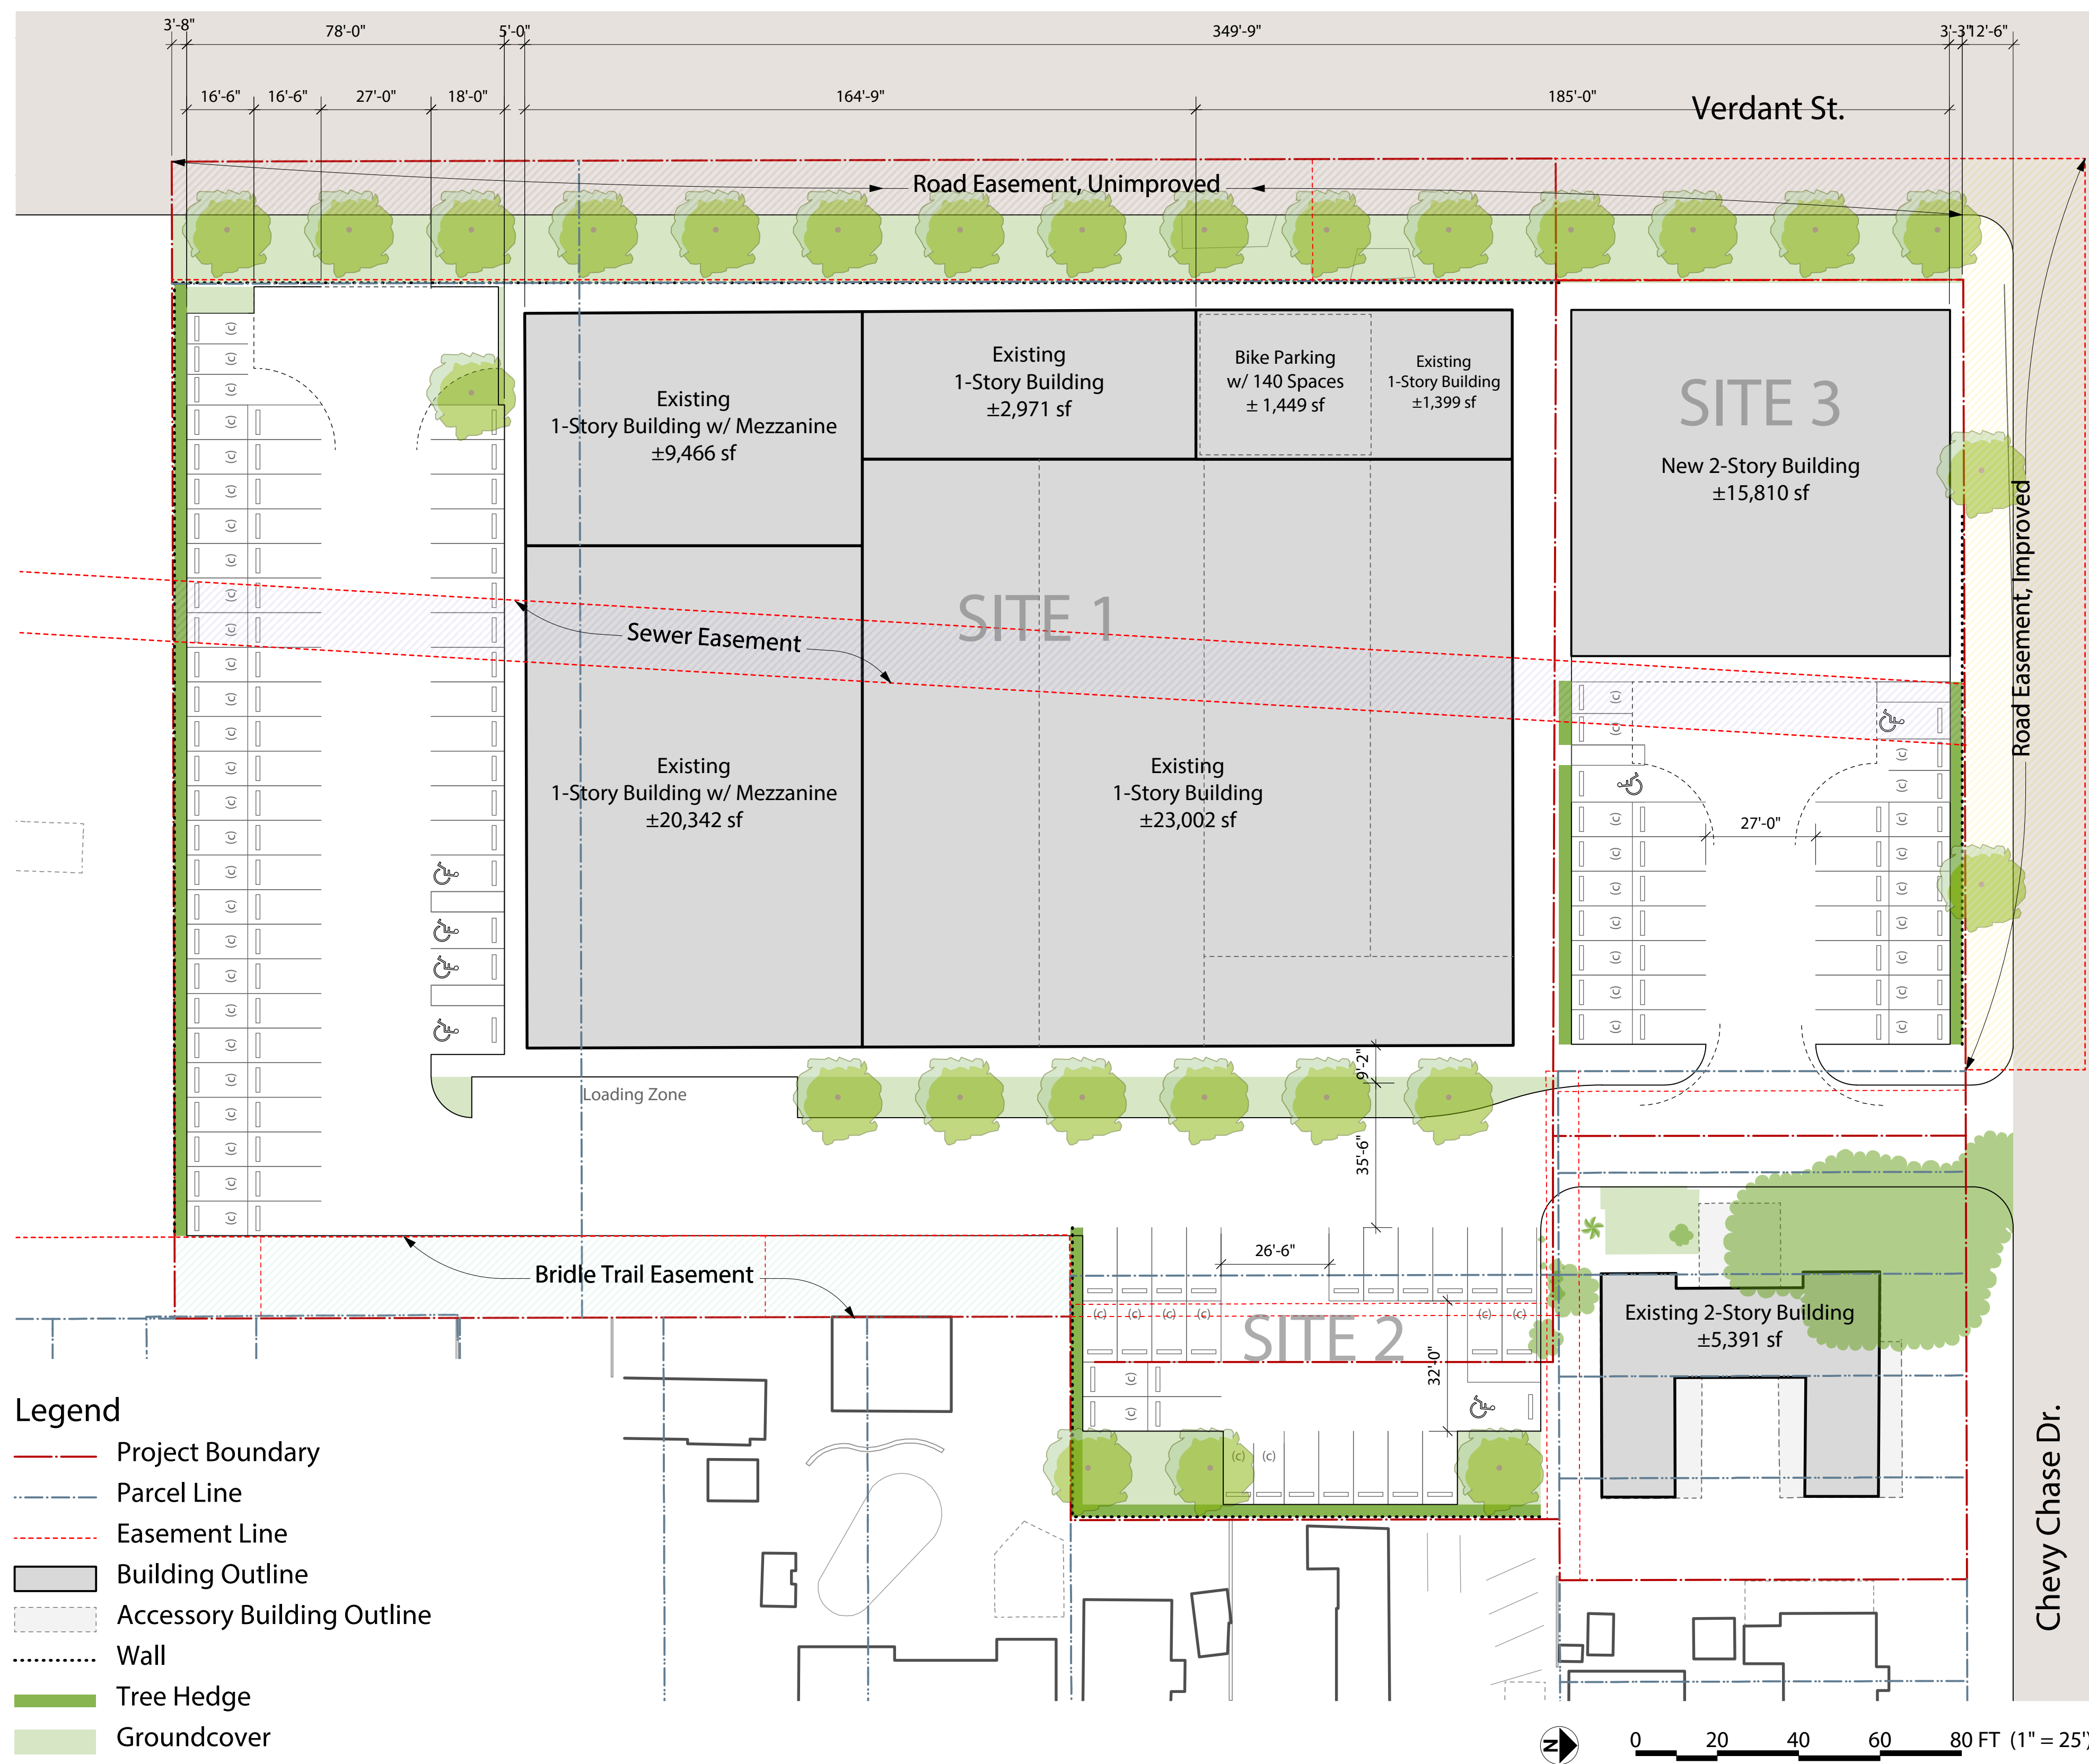 3'-8"
78'-0"
5'-0"
349'-9"
3'-3"
12'-6"
16'-6"
16'-6"
27'-0"
18'-0"
164'-9"
185'-0"
Verdant St.
Road Easement, Unimproved
Existing
1-Story Building w/ Mezzanine
±9,466 sf
Existing
1-Story Building
±2,971 sf
Bike Parking
w/ 140 Spaces
± 1,449 sf
Existing
1-Story Building
±1,399 sf
SITE 3
New 2-Story Building
±15,810 sf
Road Easement, Improved
SITE 1
Sewer Easement
Existing
1-Story Building w/ Mezzanine
±20,342 sf
Existing
1-Story Building
±23,002 sf
27'-0"
9'-2"
Loading Zone
35'-6"
26'-6"
Bridle Trail Easement
(c) (c) (c) (c)
(c) (c)
SITE 2
32'-0"
(c) (c)
Existing 2-Story Building
±5,391 sf
Chevy Chase Dr.
Legend
Project Boundary
Parcel Line
Easement Line
Building Outline
Accessory Building Outline
Wall
Tree Hedge
Groundcover
N
0 20 40 60 80 FT (1" = 25')